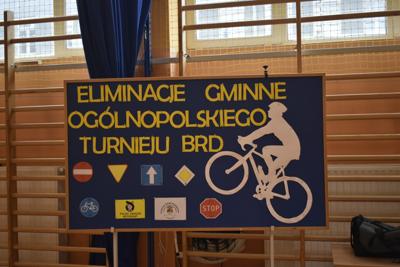 ELIMINACJE GMINNE
OGÓLNOPOLSKIEGO
TURNIEJU BRD
STOP